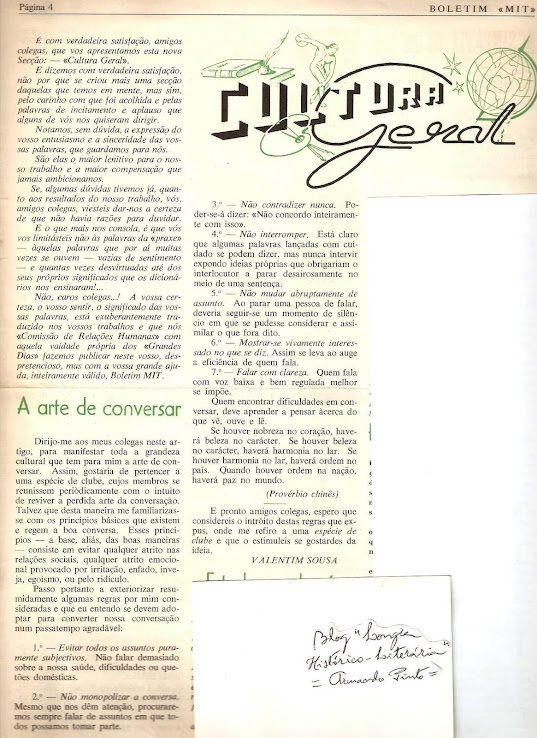 Página 4
BOLETIM «MIT»
É com verdadeira satisfação, amigos
colegas, que vos apresentamos esta nova
Secção: — «Cultura Geral».
E dizemos com verdadeira satisfação,
não por que se criou mais uma secção
daquelas que temos em mente, mas sim,
pelo carinho com que foi acolhida e pelas
palavras de incitamento e aplauso que
alguns de vós nos quiseram dirigir.
Notamos, sem dúvida, a expressão do
vosso entusiasmo e a sinceridade das vos-
sas palavras, que guardamos para nós.
São elas o maior lenitivo para o nos-
so trabalho e a maior compensação que
jamais ambicionamos.
Se, algumas dúvidas tivemos já, quan-
to aos resultados do nosso trabalho, vós,
amigos colegas, viesteis dar-nos a certeza
de que não havia razões para duvidar.
E o que mais nos consola, é que vós
vos limitásteis não às palavras da «praxe»
— àquelas palavras que por aí muitas
vezes se ouvem — vazias de sentimento
— e quantas vezes desvirtuadas até dos
seus próprios significados que os dicioná-
rios nos ensinaram!...
Não, caros colegas...! A vossa cer-
teza, o vosso sentir, o significado das vos-
sas palavras, está exuberantemente tra-
duzido nos vossos trabalhos e que nós
«Comissão de Relações Humanas» com
aquela vaidade própria dos «Grandes
Dias» fazemos publicar neste vosso, des-
pretencioso, mas com a vossa grande aju-
da, inteiramente válido, Boletim MIT.
A arte de conversar
Dirijo-me aos meus colegas neste ar-
tigo, para manifestar toda a grandeza
cultural que tem para mim a arte de con-
versar. Assim, gostaria de pertencer a
uma espécie de clube, cujos membros se
reunissem periòdicamente com o intuito
de reviver a perdida arte da conversação.
Talvez que desta maneira me familiarizas-
se com os princípios básicos que existem
e regem a boa conversa. Esses princí-
pios — a base, aliás, das boas maneiras
— consiste em evitar qualquer atrito nas
relações sociais, qualquer atrito emocio-
nal provocado por irritação, enfado, inve-
ja, egoísmo, ou pelo ridículo.
Passo portanto a exteriorizar resu-
midamente algumas regras por mim con-
sideradas e que eu entendo se devem adop-
tar para converter nossa conversação
num passatempo agradável:
1.º — Evitar todos os assuntos pura-
mente subjectivos. Não falar demasiado
sobre a nossa saúde, dificuldades ou ques-
tões domésticas.
2.º — Não monopolizar a conversa.
Mesmo que nos dêm atenção, procurare-
mos sempre falar de assuntos em que to-
dos possamos tomar parte.
CULTURA
Geral
3.º — Não contradizer nunca. Po-
der-se-á dizer: «Não concordo inteiramen-
te com isso».
4.º — Não interromper. Está claro
que algumas palavras lançadas com cui-
dado se podem dizer, mas nunca intervir
expondo ideias próprias que obrigariam o
interlocutor a parar desairosamente no
meio de uma sentença.
5.º — Não mudar abruptamente de
assunto. Ao parar uma pessoa de falar,
deveria seguir-se um momento de silên-
cio em que se pudesse considerar e assi-
milar o que fora dito.
6.º — Mostrar-se vivamente interes-
sado no que se diz. Assim se leva ao auge
a eficiência de quem fala.
7.º — Falar com clareza. Quem fala
com voz baixa e bem regulada melhor
se impõe.
Quem encontrar dificuldades em con-
versar, deve aprender a pensar àcerca do
que vê, ouve e lê.
Se houver nobreza no coração, have-
rá beleza no carácter. Se houver beleza
no carácter, haverá harmonia no lar. Se
houver harmonia no lar, haverá ordem no
país. Quando houver ordem na nação,
haverá paz no mundo.
(Provérbio chinês)
E pronto amigos colegas, espero que
considereis o intróito destas regras que ex-
pus, onde me refiro a uma espécie de
clube e que o estimuleis se gostardes da
ideia.
VALENTIM SOUSA
Blog "Longra
Histórico-Literária"
= Armando Pinto =